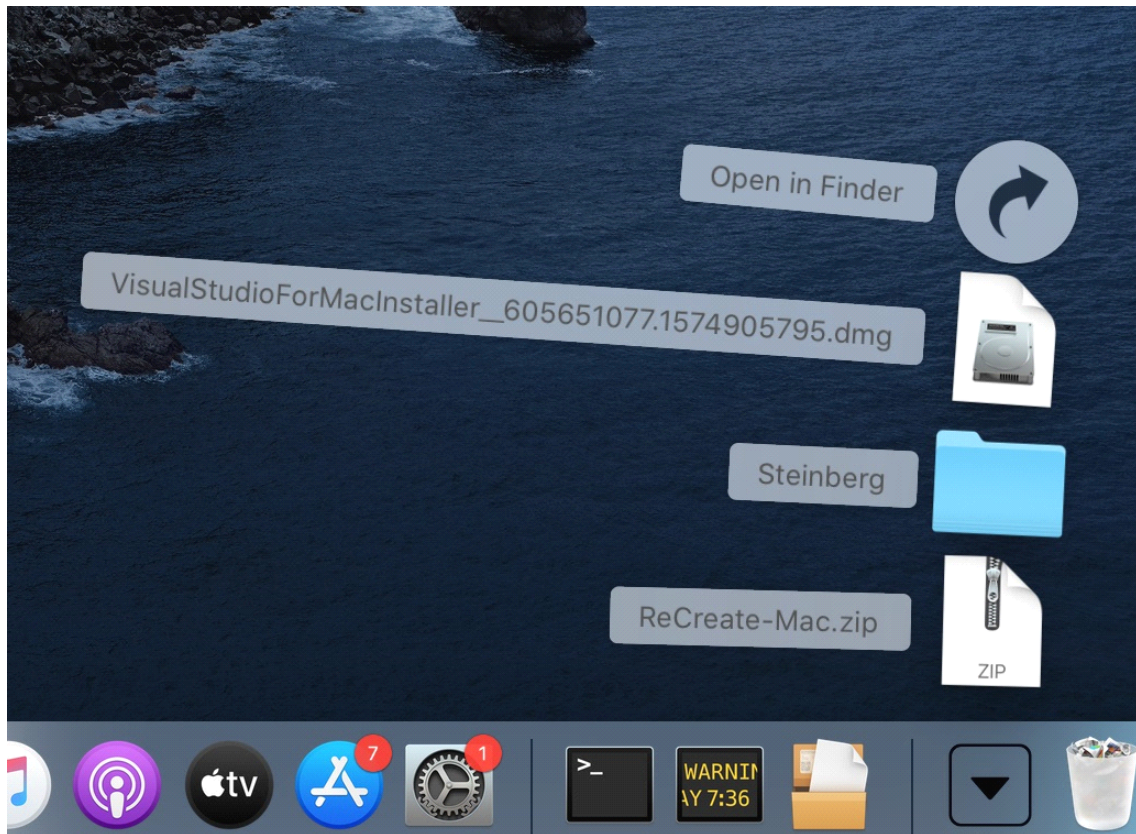 Open in Finder
VisualStudioForMacInstaller__605651077.1574905795.dmg
Steinberg
ReCreate-Mac.zip
ZIP
tv
7
1
>_
WARNIN
AY 7:36